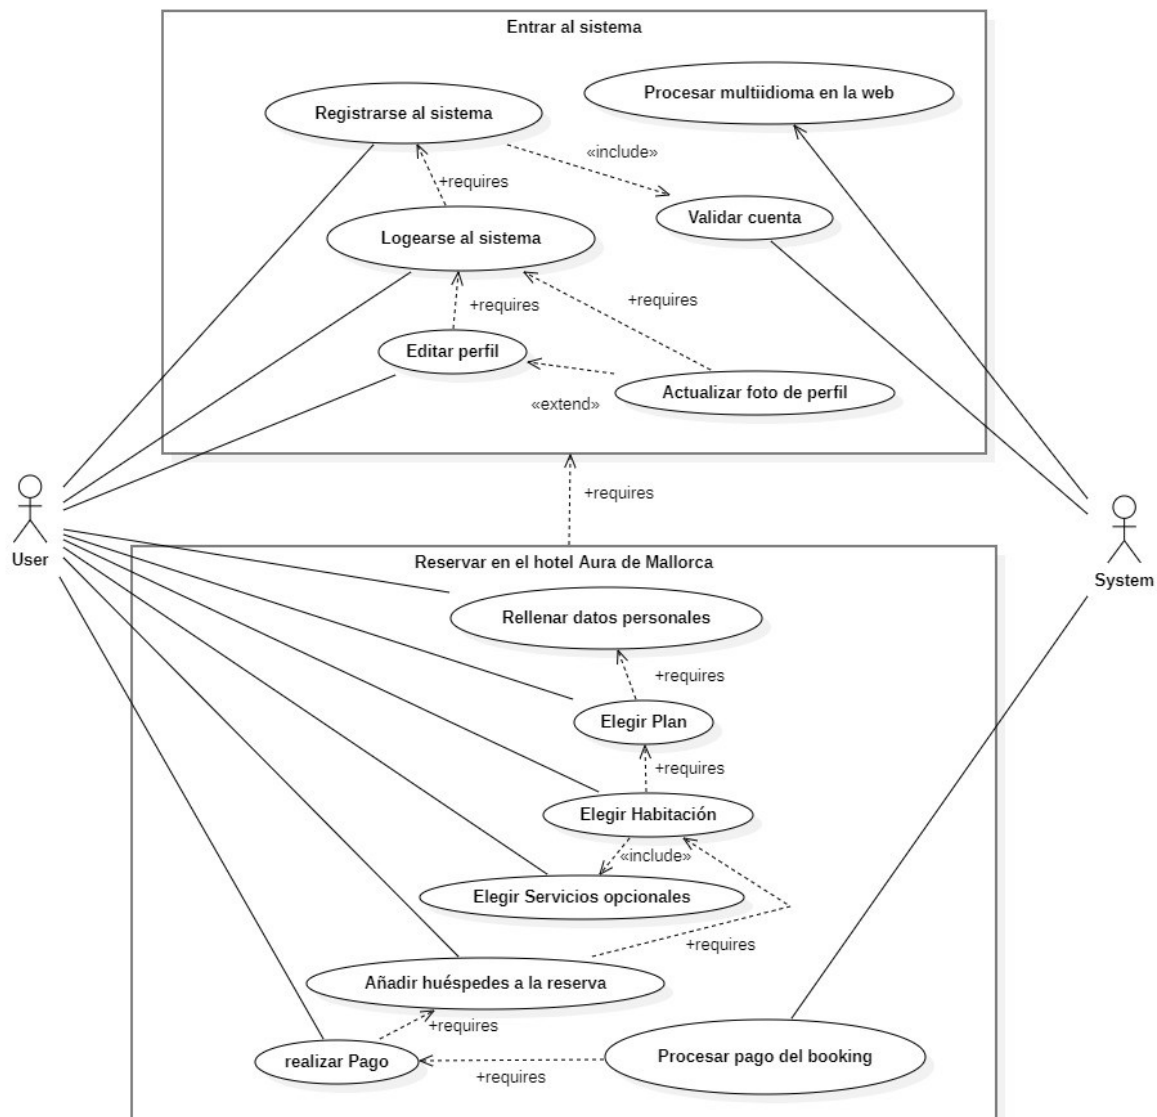 Entrar al sistema
Procesar multiidioma en la web
Registrarse al sistema
«include»
+requires
Validar cuenta
Logearse al sistema
+requires
+requires
Editar perfil
Actualizar foto de perfil
«extend»
+requires
User
System
Reservar en el hotel Aura de Mallorca
Rellenar datos personales
+requires
Elegir Plan
+requires
Elegir Habitación
«include»
Elegir Servicios opcionales
+requires
Añadir huéspedes a la reserva
+requires
realizar Pago
Procesar pago del booking
+requires